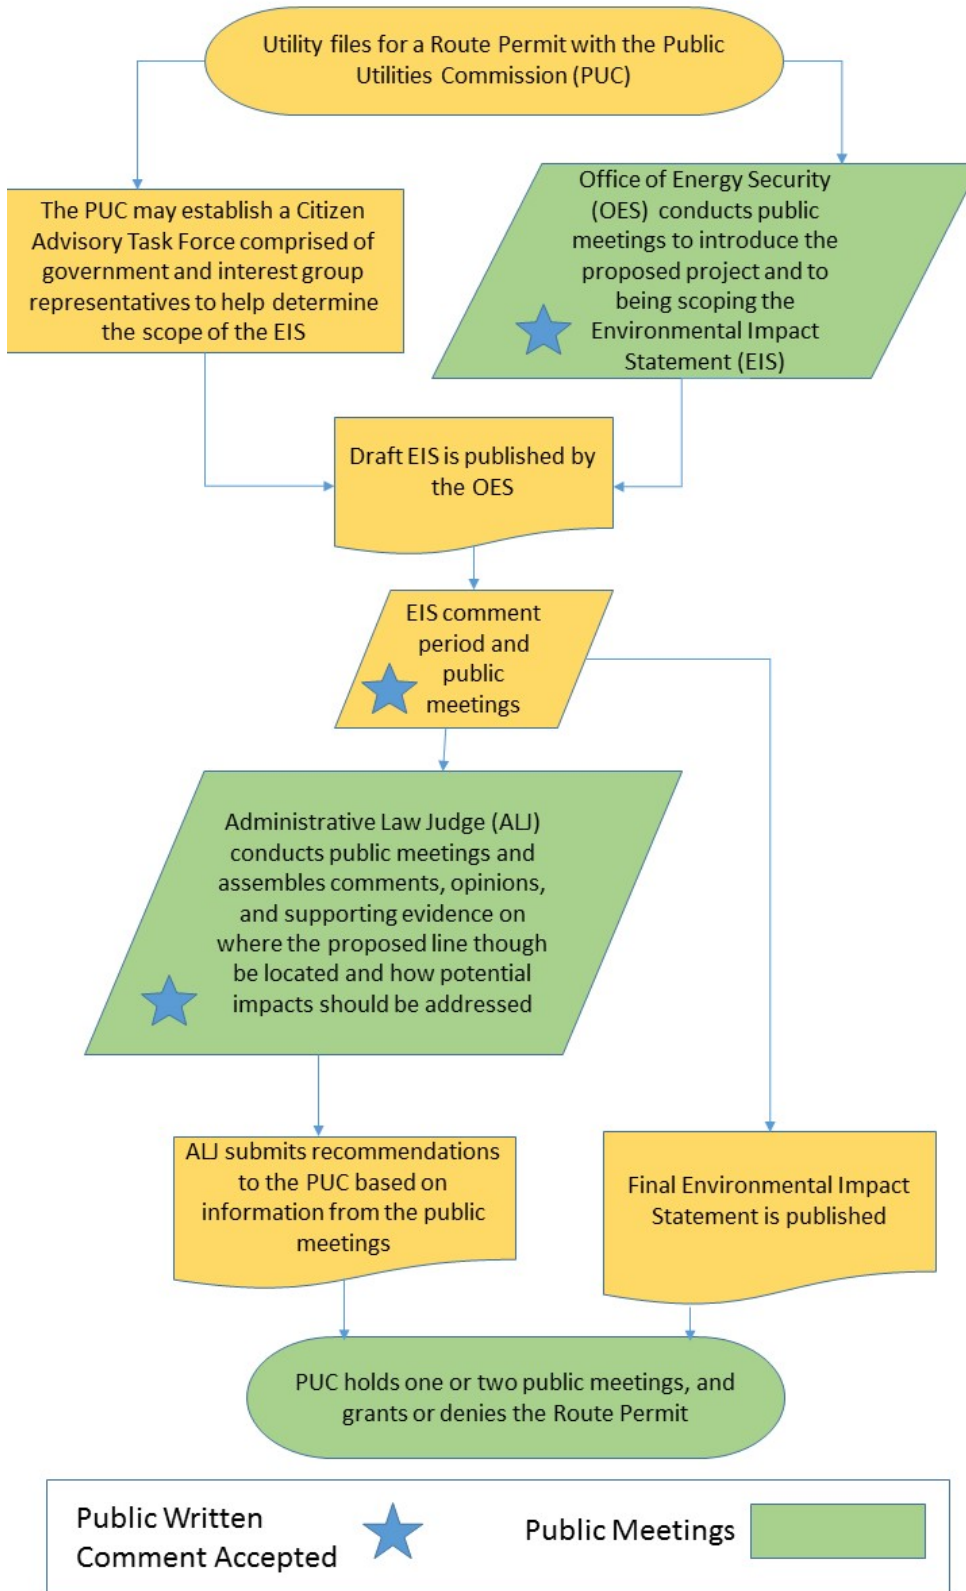 Utility files for a Route Permit with the Public
Utilities Commission (PUC)
The PUC may establish a Citizen
Advisory Task Force comprised of
government and interest group
representatives to help determine
the scope of the EIS
Office of Energy Security
(OES) conducts public
meetings to introduce the
proposed project and to
being scoping the
Environmental Impact
Statement (EIS)
Draft EIS is published by
the OES
EIS comment
period and
public
meetings
Administrative Law Judge (ALJ)
conducts public meetings and
assembles comments, opinions,
and supporting evidence on
where the proposed line though
be located and how potential
impacts should be addressed
ALJ submits recommendations
to the PUC based on
information from the public
meetings
Final Environmental Impact
Statement is published
PUC holds one or two public meetings, and
grants or denies the Route Permit
Public Written
Comment Accepted
Public Meetings